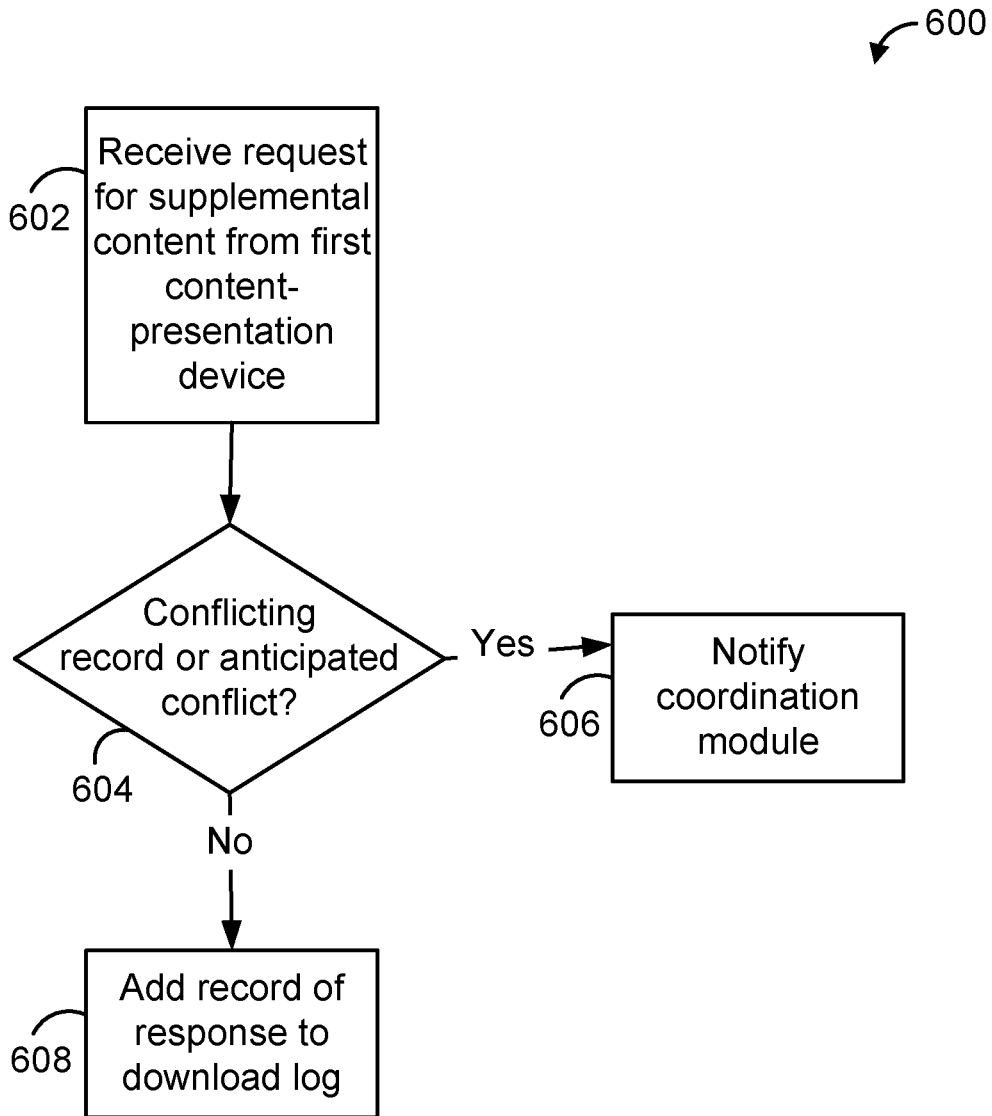 600
Receive request
for supplemental
content from first
content-
presentation
device
602
Conflicting
record or anticipated
conflict?
604
Yes
Notify
coordination
module
606
No
Add record of
response to
download log
608